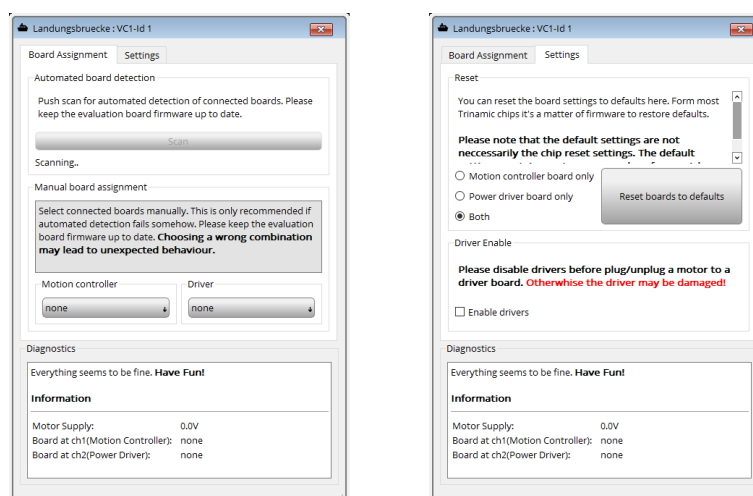 Landungsbruecke : VC1-Id 1
Board Assignment Settings
Automated board detection
Push scan for automated detection of connected boards. Please
keep the evaluation board firmware up to date.
Scan
Scanning..
Manual board assignment
Select connected boards manually. This is only recommended if
automated detection fails somehow. Please keep the evaluation
board firmware up to date. Choosing a wrong combination
may lead to unexpected behaviour.
Motion controller Driver
none none
Diagnostics
Everything seems to be fine. Have Fun!
Information
Motor Supply: 0.0V
Board at ch1(Motion Controller): none
Board at ch2(Power Driver): none
Landungsbruecke : VC1-Id 1
Board Assignment Settings
Reset
You can reset the board settings to defaults here. Form most
Trinamic chips it's a matter of firmware to restore defaults.
Please note that the default settings are not
neccessarily the chip reset settings. The default
Motion controller board only
Power driver board only
Both
Reset boards to defaults
Driver Enable
Please disable drivers before plug/unplug a motor to a
driver board. Otherwhise the driver may be damaged!
Enable drivers
Diagnostics
Everything seems to be fine. Have Fun!
Information
Motor Supply: 0.0V
Board at ch1(Motion Controller): none
Board at ch2(Power Driver): none